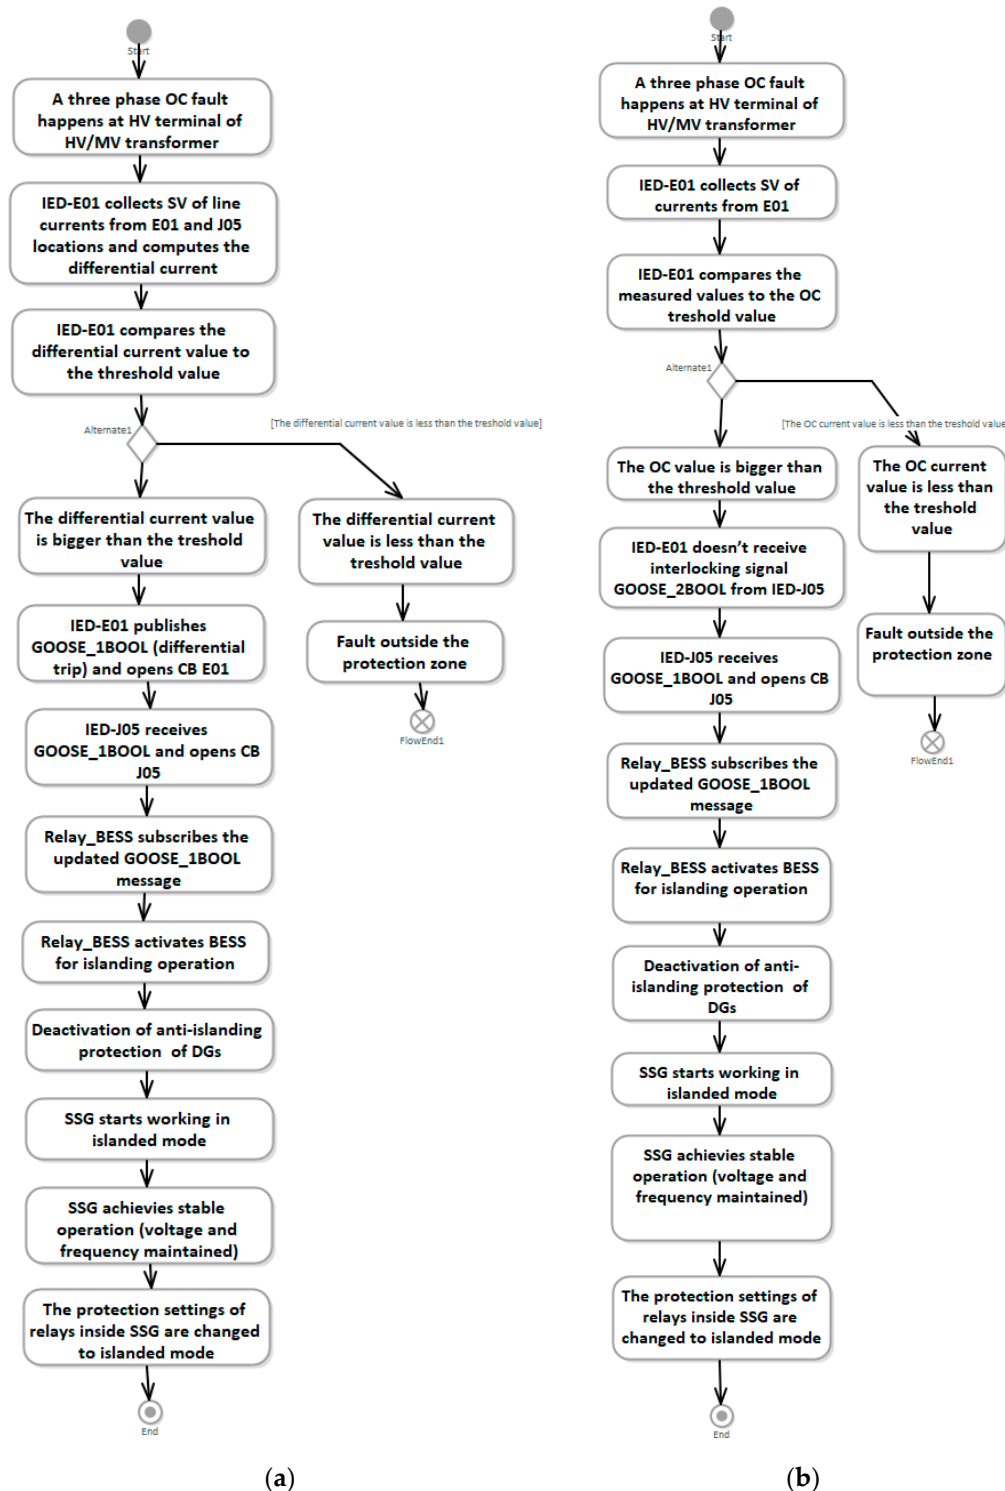 Start
A three phase OC fault
happens at HV terminal of
HV/MV transformer
IED-E01 collects SV of line
currents from E01 and J05
locations and computes the
differential current
IED-E01 compares the
differential current value to
the threshold value
Alternate1
[The differential current value is less than the treshold value]
The differential current value
is bigger than the treshold
value
The differential current
value is less than the
treshold value
IED-E01 publishes
GOOSE_1BOOL (differential
trip) and opens CB E01
Fault outside the
protection zone
FlowEnd1
IED-J05 receives
GOOSE_1BOOL and opens CB
J05
Relay_BESS subscribes the
updated GOOSE_1BOOL
message
Relay_BESS activates BESS
for islanding operation
Deactivation of anti-islanding
protection of DGs
SSG starts working in
islanded mode
SSG achievies stable
operation (voltage and
frequency maintained)
The protection settings of
relays inside SSG are changed
to islanded mode
End
(a)
Start
A three phase OC fault
happens at HV terminal of
HV/MV transformer
IED-E01 collects SV of
currents from E01
IED-E01 compares the
measured values to the OC
treshold value
Alternate1
[The OC current value is less than the treshold value
The OC value is bigger than
the threshold value
The OC current
value is less than
the treshold
value
IED-E01 doesn't receive
interlocking signal
GOOSE_2BOOL from IED-J05
Fault outside the
protection zone
FlowEnd1
IED-J05 receives
GOOSE_1BOOL and opens CB
J05
Relay_BESS subscribes the
updated GOOSE_1BOOL
message
Relay_BESS activates BESS
for islanding operation
Deactivation of anti-
islanding protection of
DGs
SSG starts working in
islanded mode
SSG achievies stable
operation (voltage and
frequency maintained)
The protection settings of
relays inside SSG are
changed to islanded mode
End
(b)